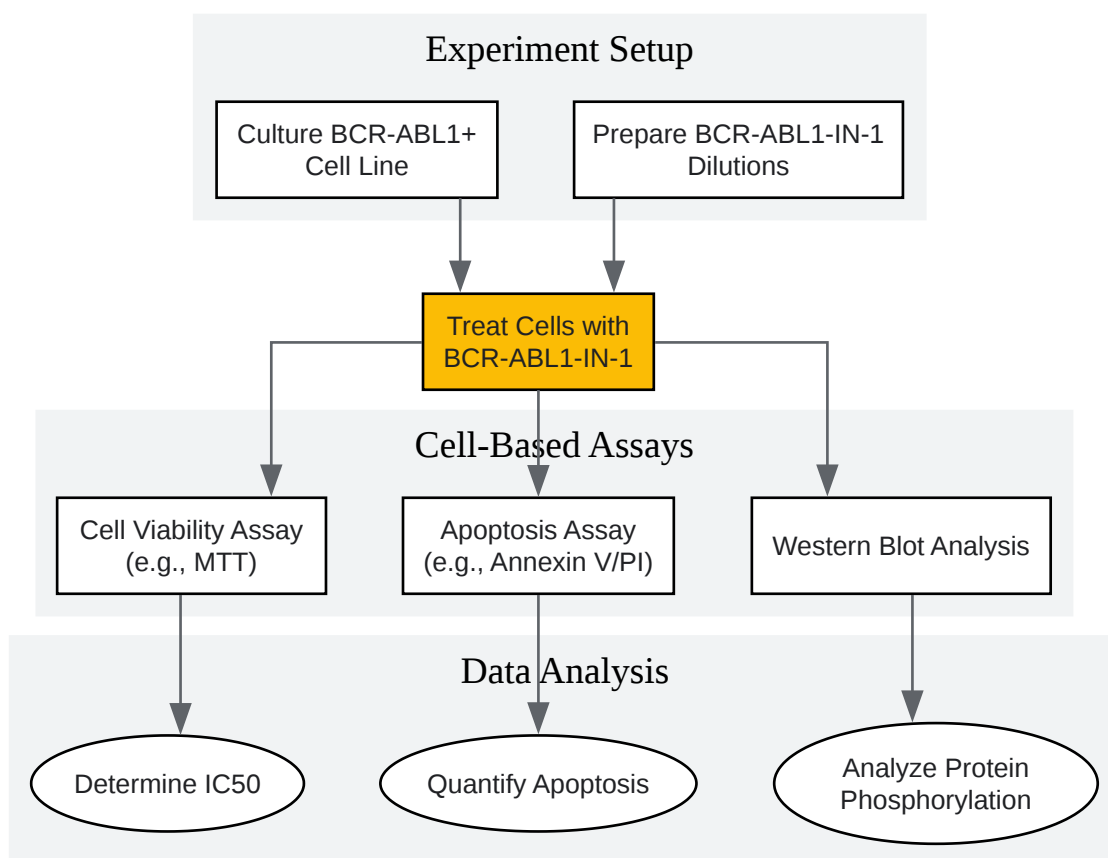 Experiment Setup
Culture BCR-ABL1+
Cell Line
Prepare BCR-ABL1-IN-1
Dilutions
Treat Cells with
BCR-ABL1-IN-1
Cell-Based Assays
Cell Viability Assay
(e.g., MTT)
Apoptosis Assay
(e.g., Annexin V/PI)
Western Blot Analysis
Data Analysis
Determine IC50
Quantify Apoptosis
Analyze Protein
Phosphorylation